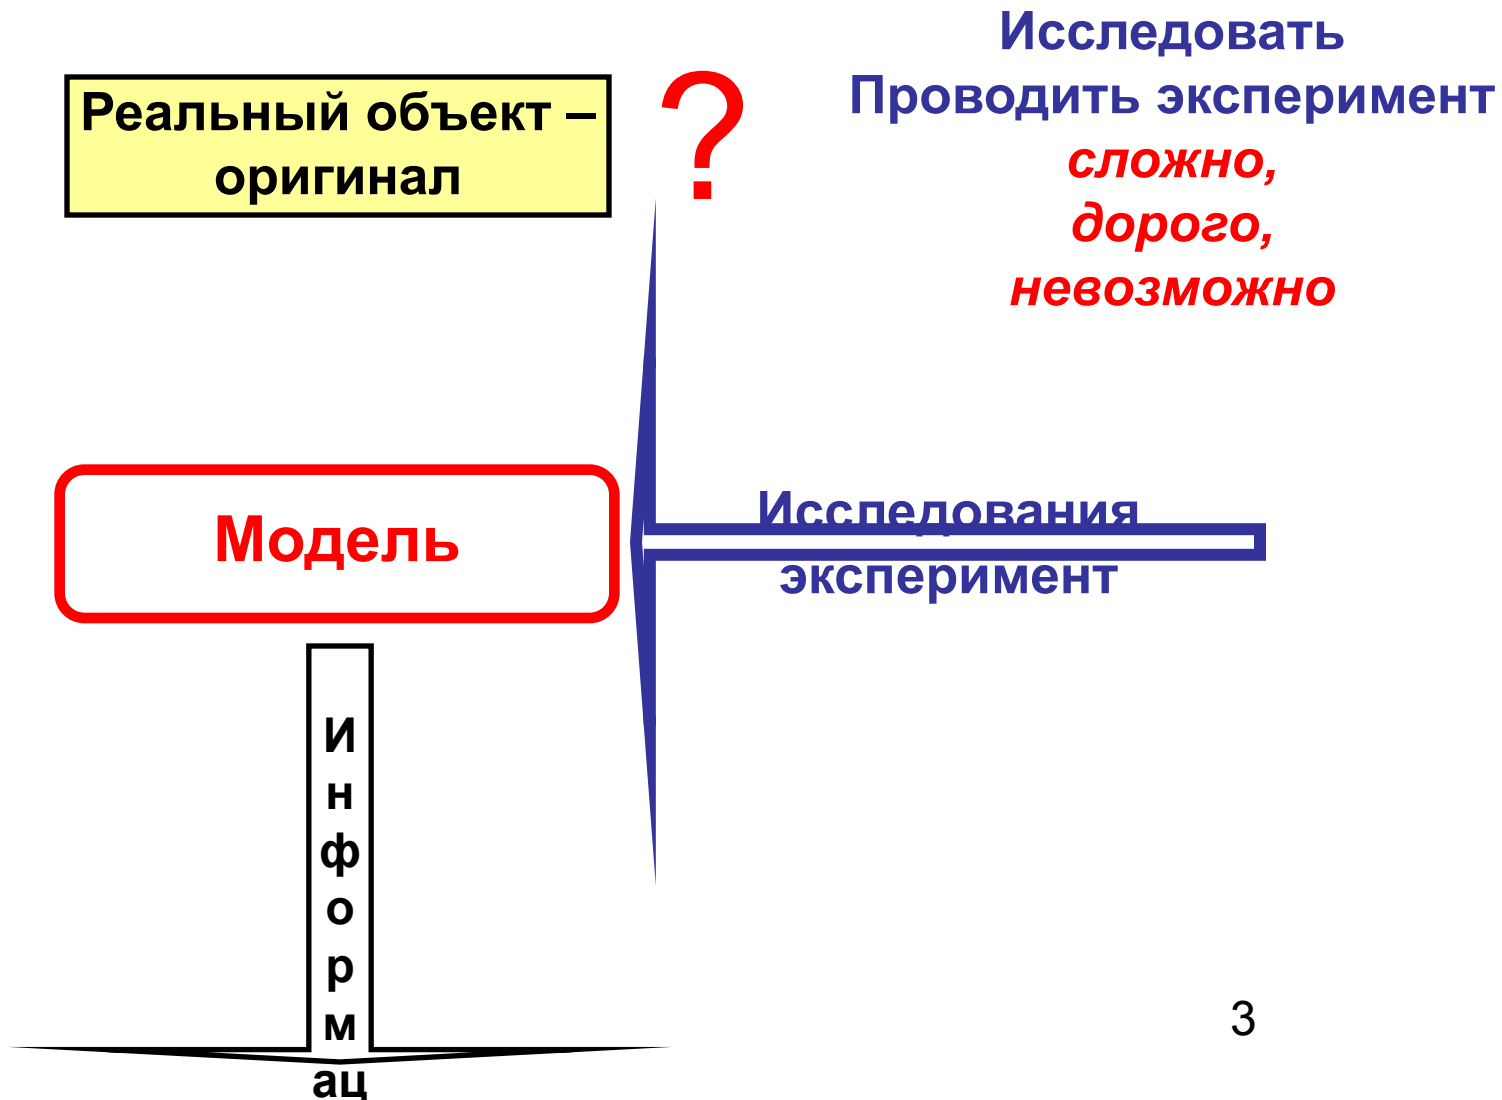 Реальный объект –
оригинал
?
Исследовать
Проводить эксперимент
сложно,
дорого,
невозможно
Модель
Исследования
эксперимент
И
н
ф
о
р
м
ац
3